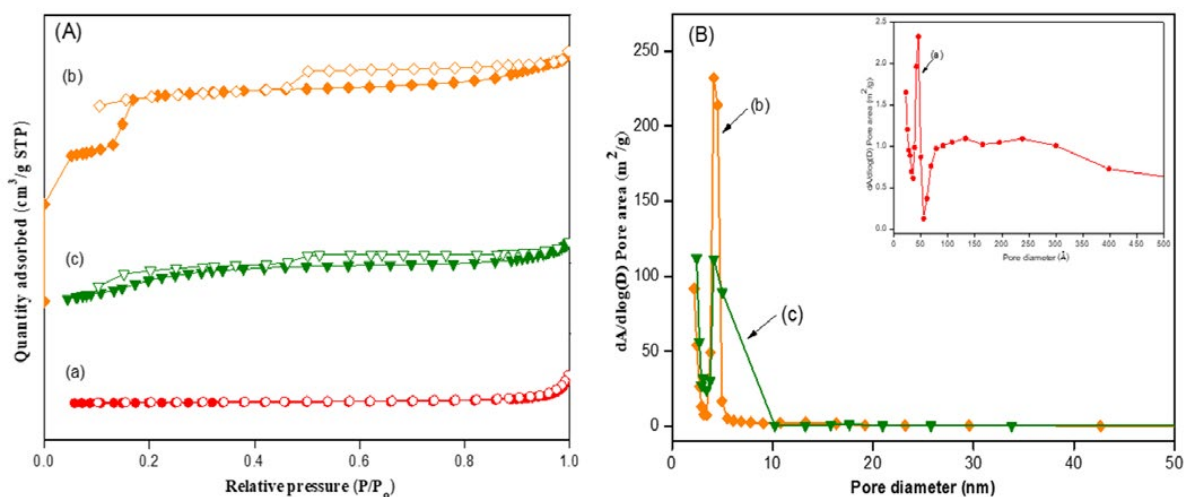 (A)
(b)
(c)
(a)
Quantity adsorbed (cm³/g STP)
0.0 0.2 0.4 0.6 0.8 1.0
Relative pressure (P/Pₒ)
(B)
(b)
(c)
dA/dlog(D) Pore area (m²/g)
250
200
150
100
50
0
0 10 20 30 40 50
Pore diameter (nm)
(a)
dA/dlog(D) Pore area (m²/g)
2.5
2.0
1.5
1.0
0.5
0.0
0 50 100 150 200 250 300 350 400 450 500
Pore diameter (Å)